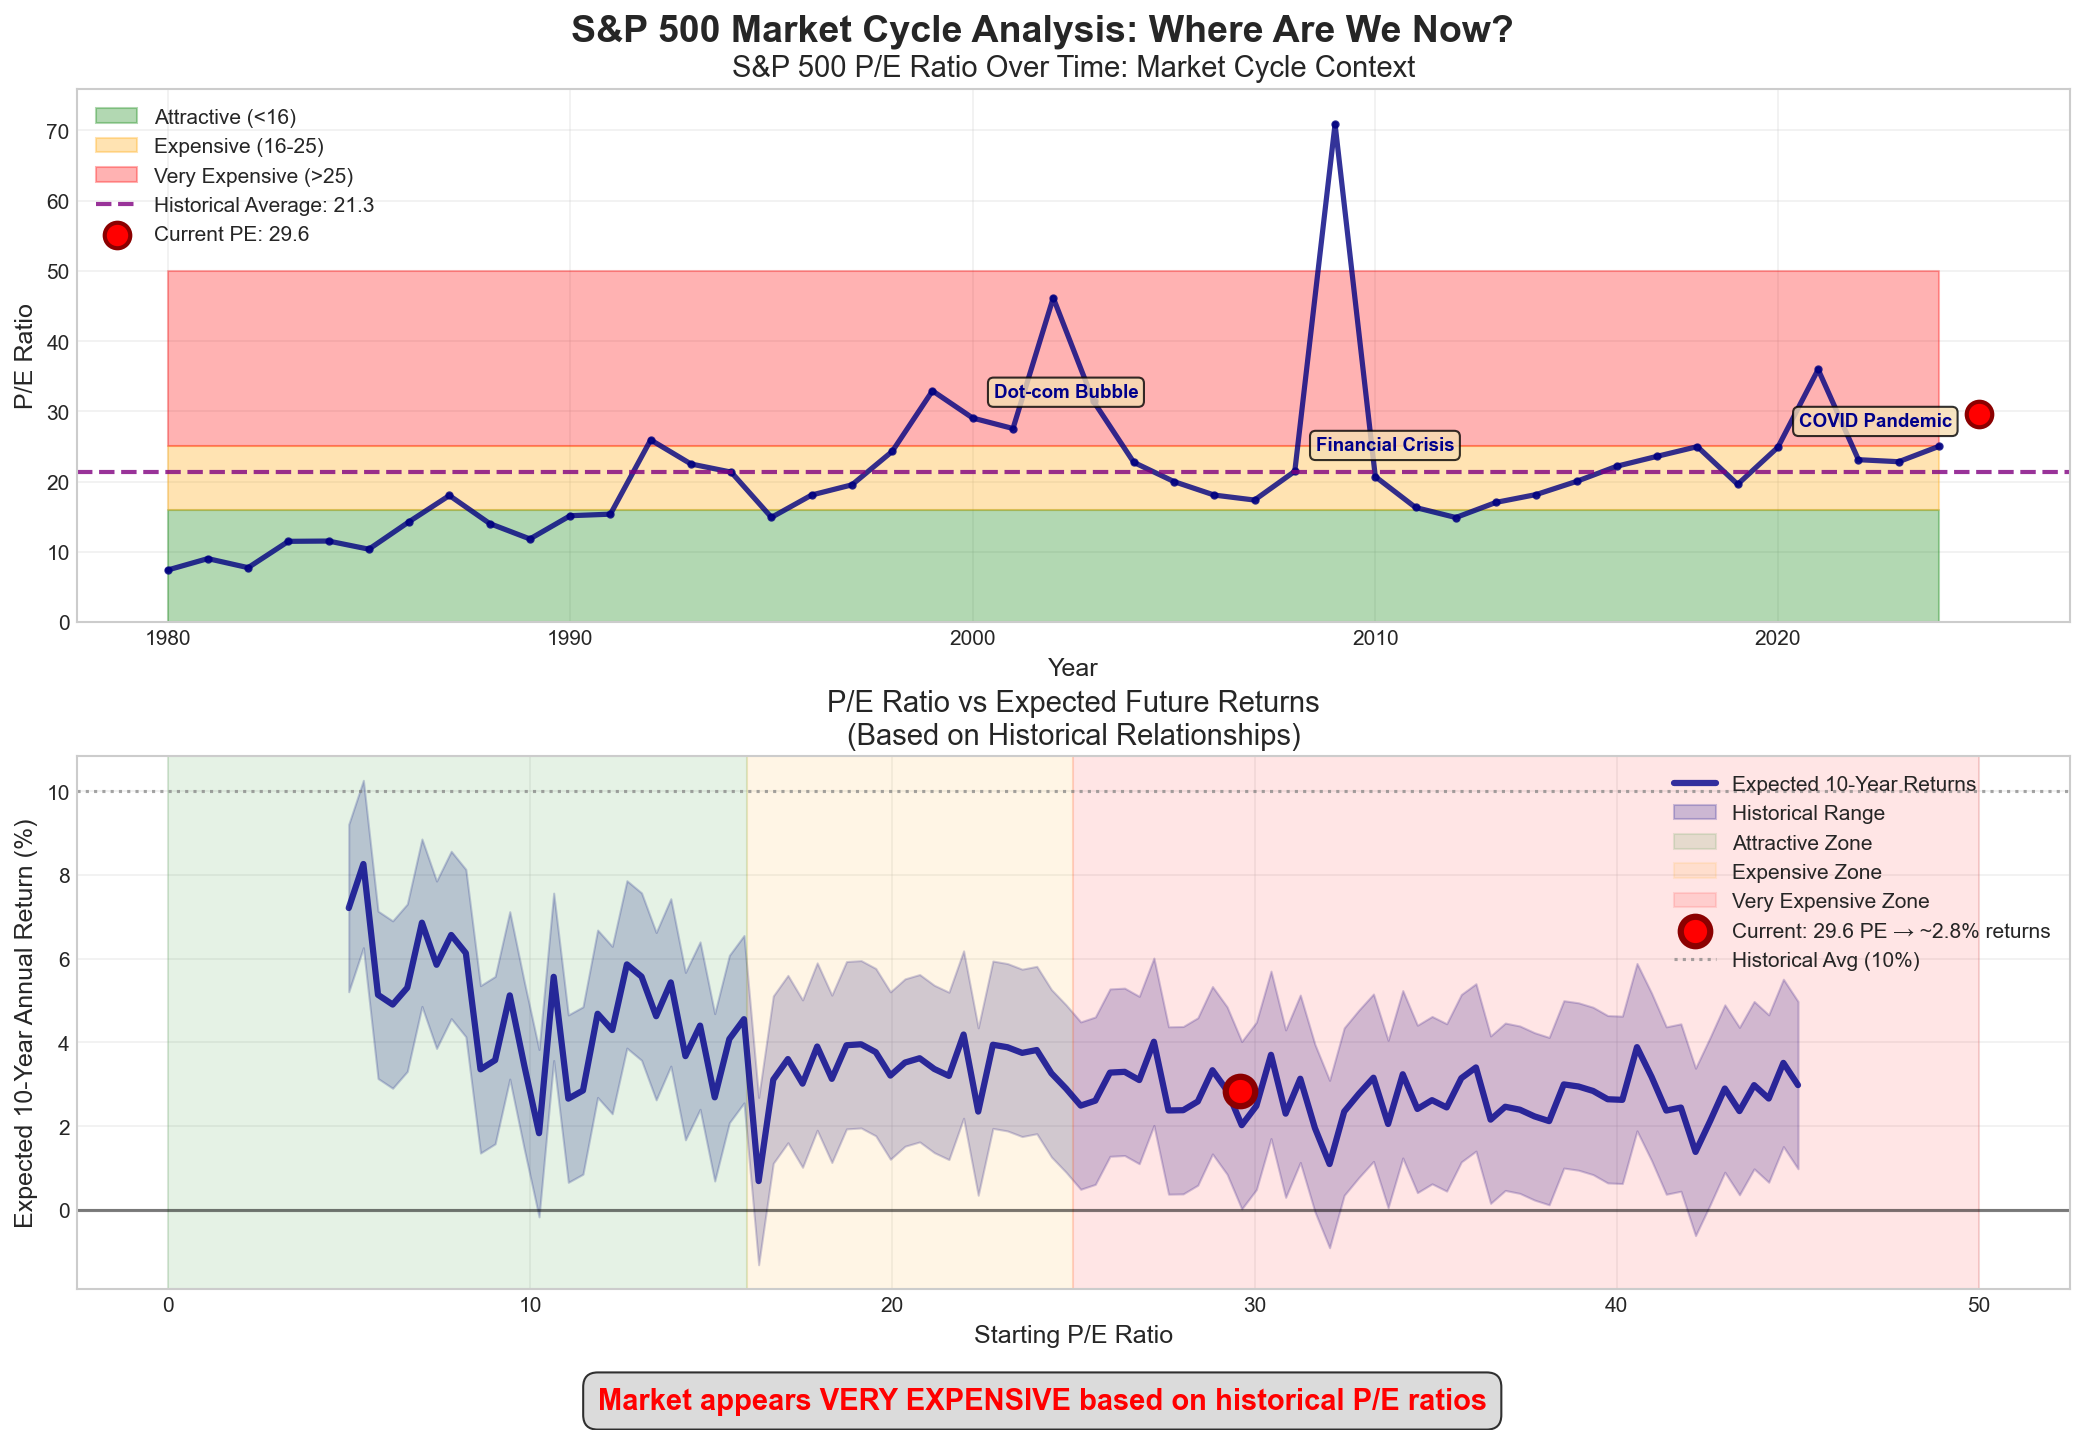 S&P 500 Market Cycle Analysis: Where Are We Now?
S&P 500 P/E Ratio Over Time: Market Cycle Context
Attractive (<16)
Expensive (16-25)
Very Expensive (>25)
Historical Average: 21.3
Current PE: 29.6
P/E Ratio
70
60
50
40
30
20
10
0
Dot-com Bubble
Financial Crisis
COVID Pandemic
1980
1990
2000
2010
2020
Year
P/E Ratio vs Expected Future Returns
(Based on Historical Relationships)
Expected 10-Year Returns
Historical Range
Attractive Zone
Expensive Zone
Very Expensive Zone
Current: 29.6 PE → ~2.8% returns
Historical Avg (10%)
Expected 10-Year Annual Return (%)
10
8
6
4
2
0
0
10
20
30
40
50
Starting P/E Ratio
Market appears VERY EXPENSIVE based on historical P/E ratios